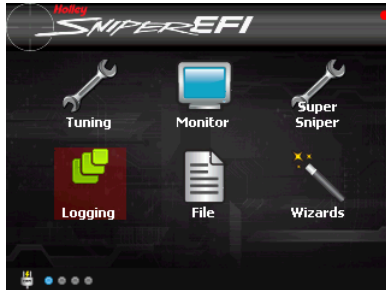 Holley
SNIPER EFI
Tuning
Monitor
Super
Sniper
Logging
File
Wizards